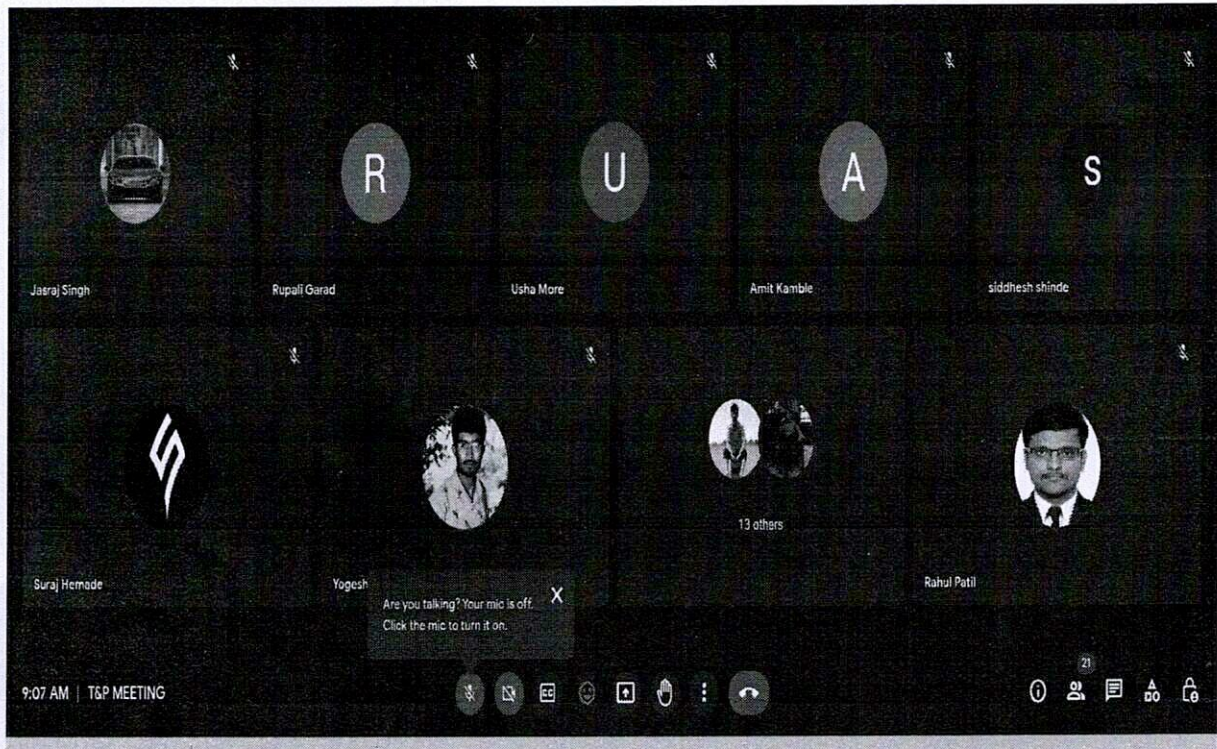 R
U
A
S
Jasraj Singh
Rupali Garad
Usha More
Amit Kamble
siddhesh shinde
13 others
Suraj Hemade
Yogesh
Rahul Patil
Are you talking? Your mic is off.
Click the mic to turn it on.
X
21
9:07 AM | T&P MEETING
CC